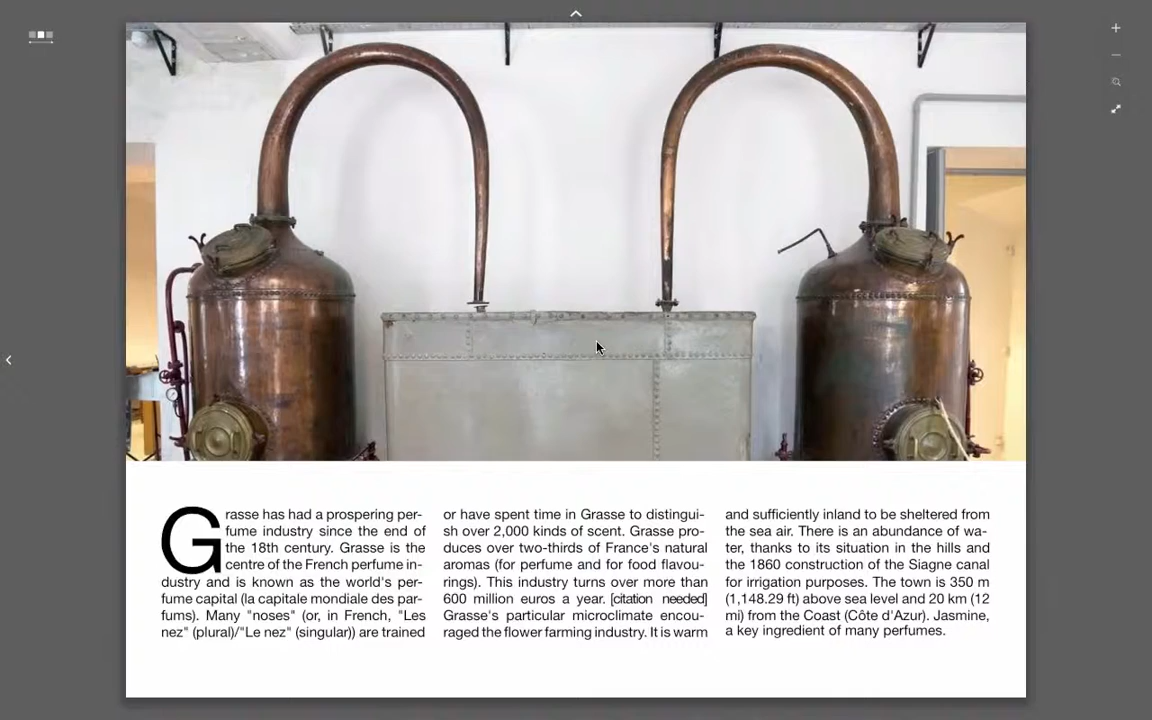 Grasse has had a prospering per-
fume industry since the end of
the 18th century. Grasse is the
centre of the French perfume in-
dustry and is known as the world's per-
fume capital (la capitale mondiale des par-
fums). Many "noses" (or, in French, "Les
nez" (plural)/"Le nez" (singular)) are trained
or have spent time in Grasse to distingui-
sh over 2,000 kinds of scent. Grasse pro-
duces over two-thirds of France's natural
aromas (for perfume and for food flavou-
rings). This industry turns over more than
600 million euros a year. [citation needed]
Grasse's particular microclimate encou-
raged the flower farming industry. It is warm
and sufficiently inland to be sheltered from
the sea air. There is an abundance of wa-
ter, thanks to its situation in the hills and
the 1860 construction of the Siagne canal
for irrigation purposes. The town is 350 m
(1,148.29 ft) above sea level and 20 km (12
mi) from the Coast (Côte d'Azur). Jasmine,
a key ingredient of many perfumes.